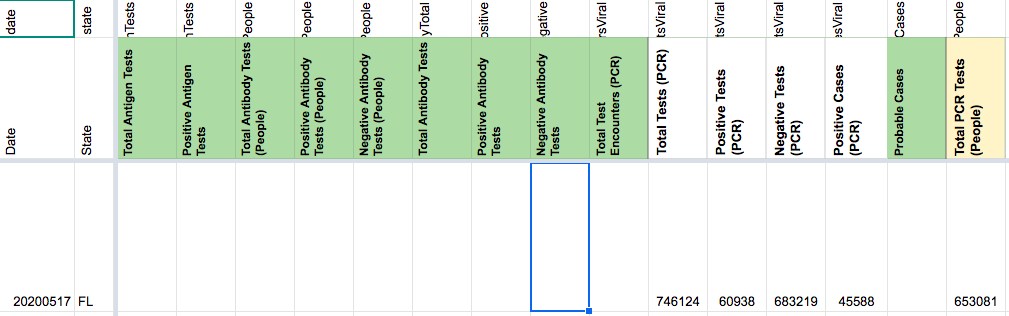 date
state
nTests
nTests
People
People
People
yTotal
ositive
gative
rsViral
tsViral
tsViral
tsViral
esViral
Cases
People
Date
State
Total Antigen Tests
Positive Antigen
Tests
Total Antibody Tests
(People)
Positive Antibody
Tests (People)
Negative Antibody
Tests (People)
Total Antibody Tests
Positive Antibody
Tests
Negative Antibody
Tests
Total Test
Encounters (PCR)
Total Tests (PCR)
Positive Tests
(PCR)
Negative Tests
(PCR)
Positive Cases
(PCR)
Probable Cases
Total PCR Tests
(People)
20200517 FL 746124 60938 683219 45588 653081